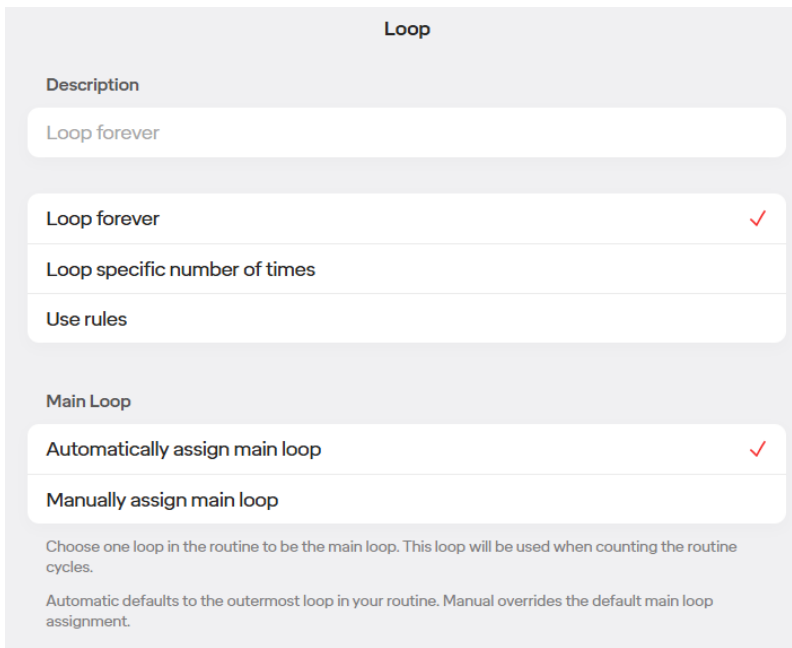 Loop
Description
Loop forever
Loop forever
Loop specific number of times
Use rules
Main Loop
Automatically assign main loop
Manually assign main loop
Choose one loop in the routine to be the main loop. This loop will be used when counting the routine
cycles.
Automatic defaults to the outermost loop in your routine. Manual overrides the default main loop
assignment.